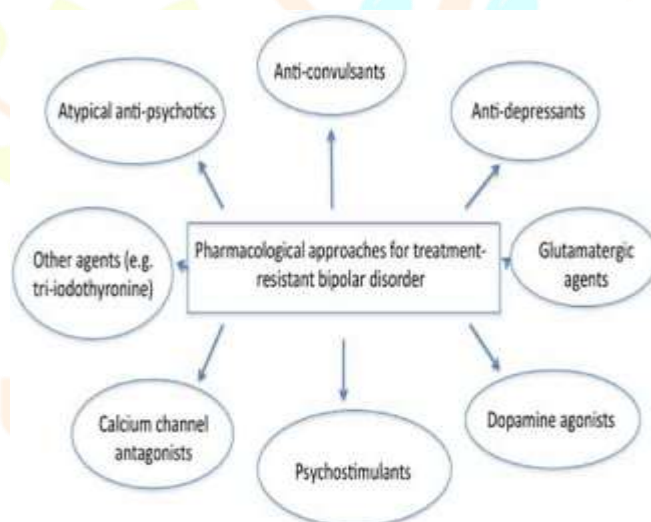 Anti-convulsants
Atypical anti-psychotics
Anti-depressants
Pharmacological approaches for treatment-
resistant bipolar disorder
Other agents (e.g.
tri-iodothyronine)
Glutamatergic
agents
Calcium channel
antagonists
Psychostimulants
Dopamine agonists